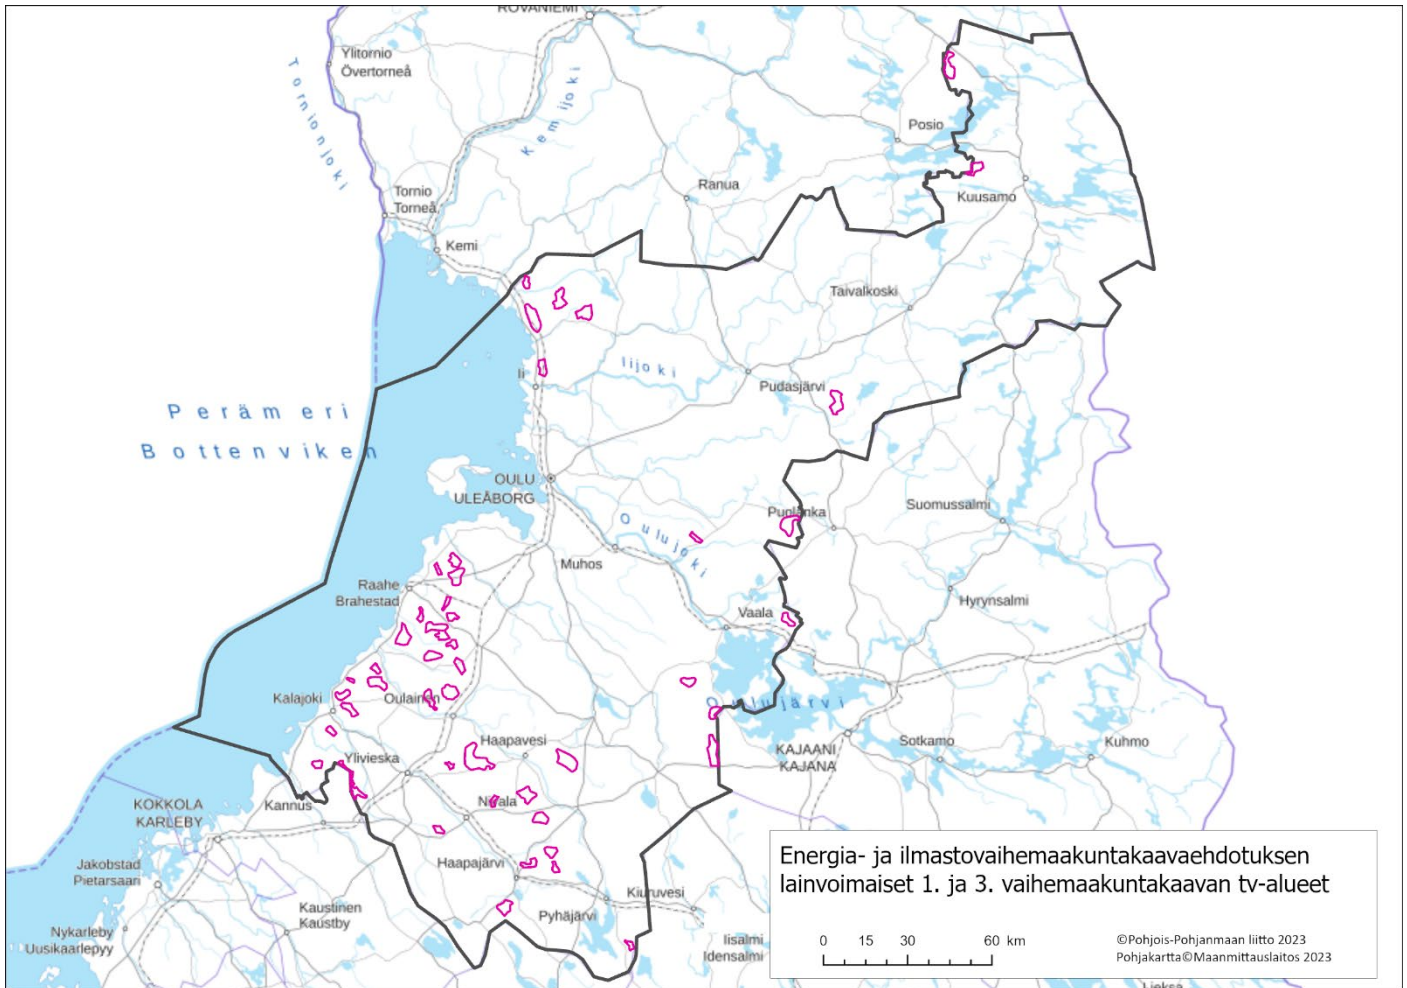 ROVANIEMI
Ylitornio
Övertorneå
Tornionjoki
Kemijoki
Posio
Ranua
Kuusamo
Tornio
Torneå
Kemi
Taivalkoski
Ii
Iijoki
Pudasjärvi
Perämeri
Bottenviken
OULU
ULEÅBORG
Oulujoki
Puolanka
Suomussalmi
Muhos
Raahe
Brahestad
Vaala
Hyrynsalmi
Kalajoki
Oulainen
Oulujärvi
Haapavesi
KAJAANI
KAJANA
Sotkamo
Kuhmo
Ylivieska
KOKKOLA
KARLEBY
Kannus
Nivala
Jakobstad
Pietarsaari
Haapajärvi
Kiuruvesi
Kaustinen
Kaustby
Pyhäjärvi
Nykarleby
Uusikaarlepyy
Iisalmi
Idensalmi
Energia- ja ilmastovaihemaakuntakaavaehdotuksen
lainvoimaiset 1. ja 3. vaihemaakuntakaavan tv-alueet
0 15 30 60 km
©Pohjois-Pohjanmaan liitto 2023
Pohjakartta©Maanmittauslaitos 2023